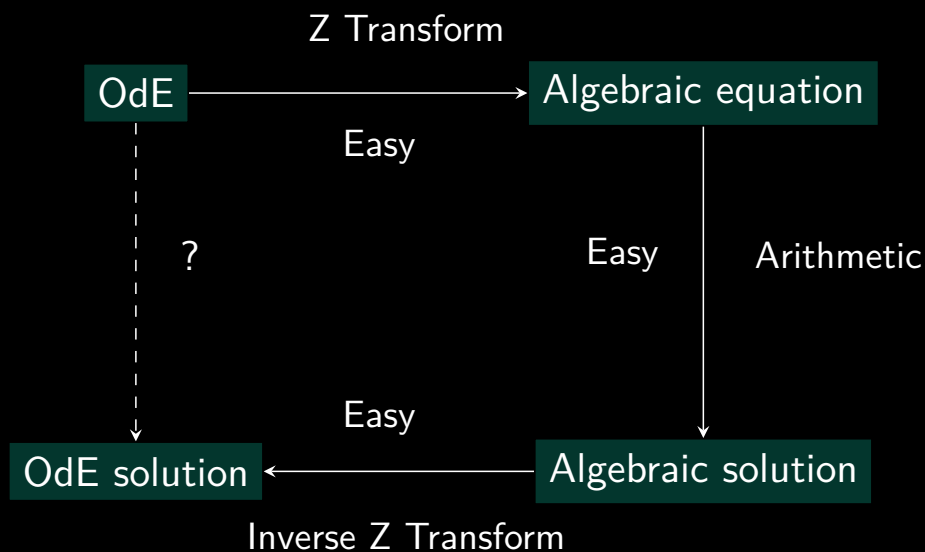 Z Transform
OdE
Algebraic equation
Easy
?
Easy
Arithmetic
Easy
OdE solution
Algebraic solution
Inverse Z Transform